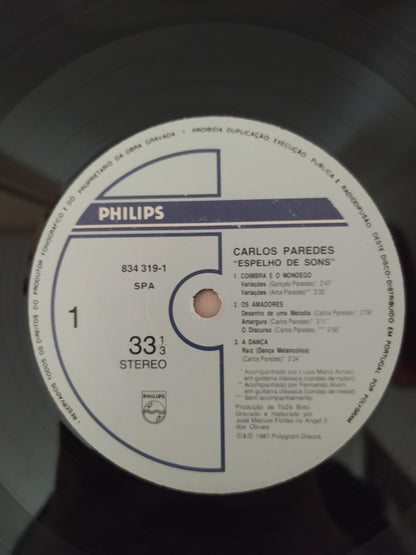 - RESERVADOS TODOS OS DIREITOS DO PRODUTOR FONOGRÁFICO E DO PROPRIETÁRIO DA OBRA GRAVADA - PROIBIDA DUPLICAÇÃO, EXECUÇÃO PÚBLICA E RADIODIFUSÃO DESTE DISCO - DISTRIBUÍDO EM PORTUGAL POR POLYGRAM
PHILIPS
834 319-1
SPA
1
33 1/3
STEREO
PHILIPS
CARLOS PAREDES
"ESPELHO DE SONS"
1. COIMBRA E O MONDEGO
Variações (Gonçalo Paredes)* 2'47"
Variações (Artur Paredes)** 3'33"
2. OS AMADORES
Desenho de uma Melodia (Carlos Paredes)* 2'08
Amargura (Carlos Paredes)* 3'11"
O Discurso (Carlos Paredes) *** 0'50"
3. A DANÇA
Raiz (Dança Melancólica)
(Carlos Paredes)* 2'04"
* Acompanhado por Luísa Maria Amaro
em guitarra clássica (cordas de nylon)
** Acompanhado por Fernando Alvim
em guitarra clássica (cordas de metal)
*** Sem acompanhamento
Produção de Tozé Brito
Gravado e misturado por
José Manuel Fortes no Angel 2
dos Olivais
℗&© 1987 Polygram Discos